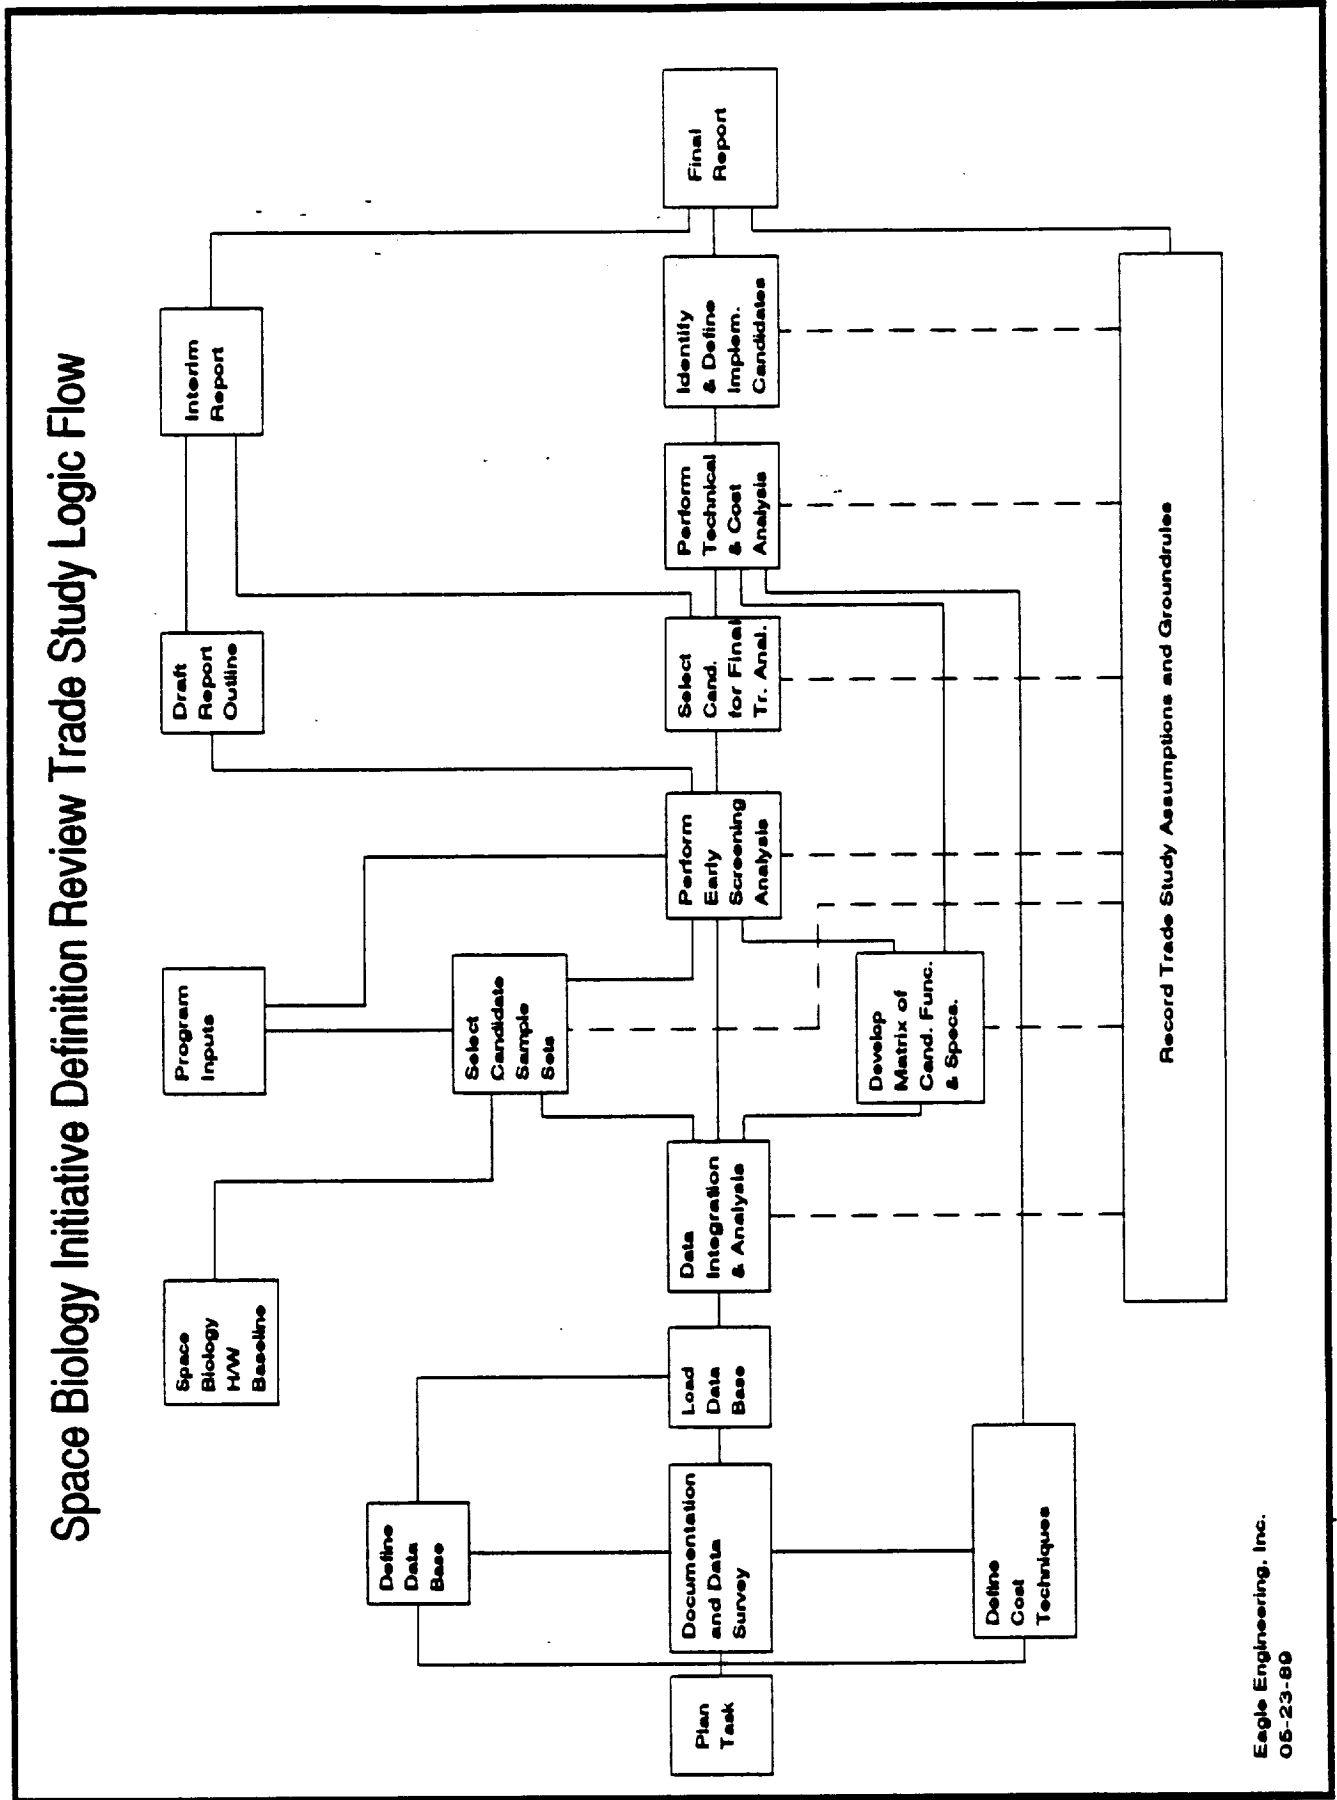 Space Biology Initiative Definition Review Trade Study Logic Flow
Space
Biology
H/W
Baseline
Program
Inputs
Draft
Report
Outline
Interim
Report
Define
Data
Base
Select
Candidate
Sample
Sets
Plan
Task
Documentation
and Data
Survey
Load
Data
Base
Data
Integration
& Analysis
Perform
Early
Screening
Analysis
Select
Cand.
for Final
Tr. Anal.
Perform
Technical
& Cost
Analysis
Identify
& Define
Implem.
Candidates
Final
Report
Develop
Matrix of
Cand. Func.
& Specs.
Define
Cost
Techniques
Record Trade Study Assumptions and Groundrules
Eagle Engineering, Inc.
05-23-89